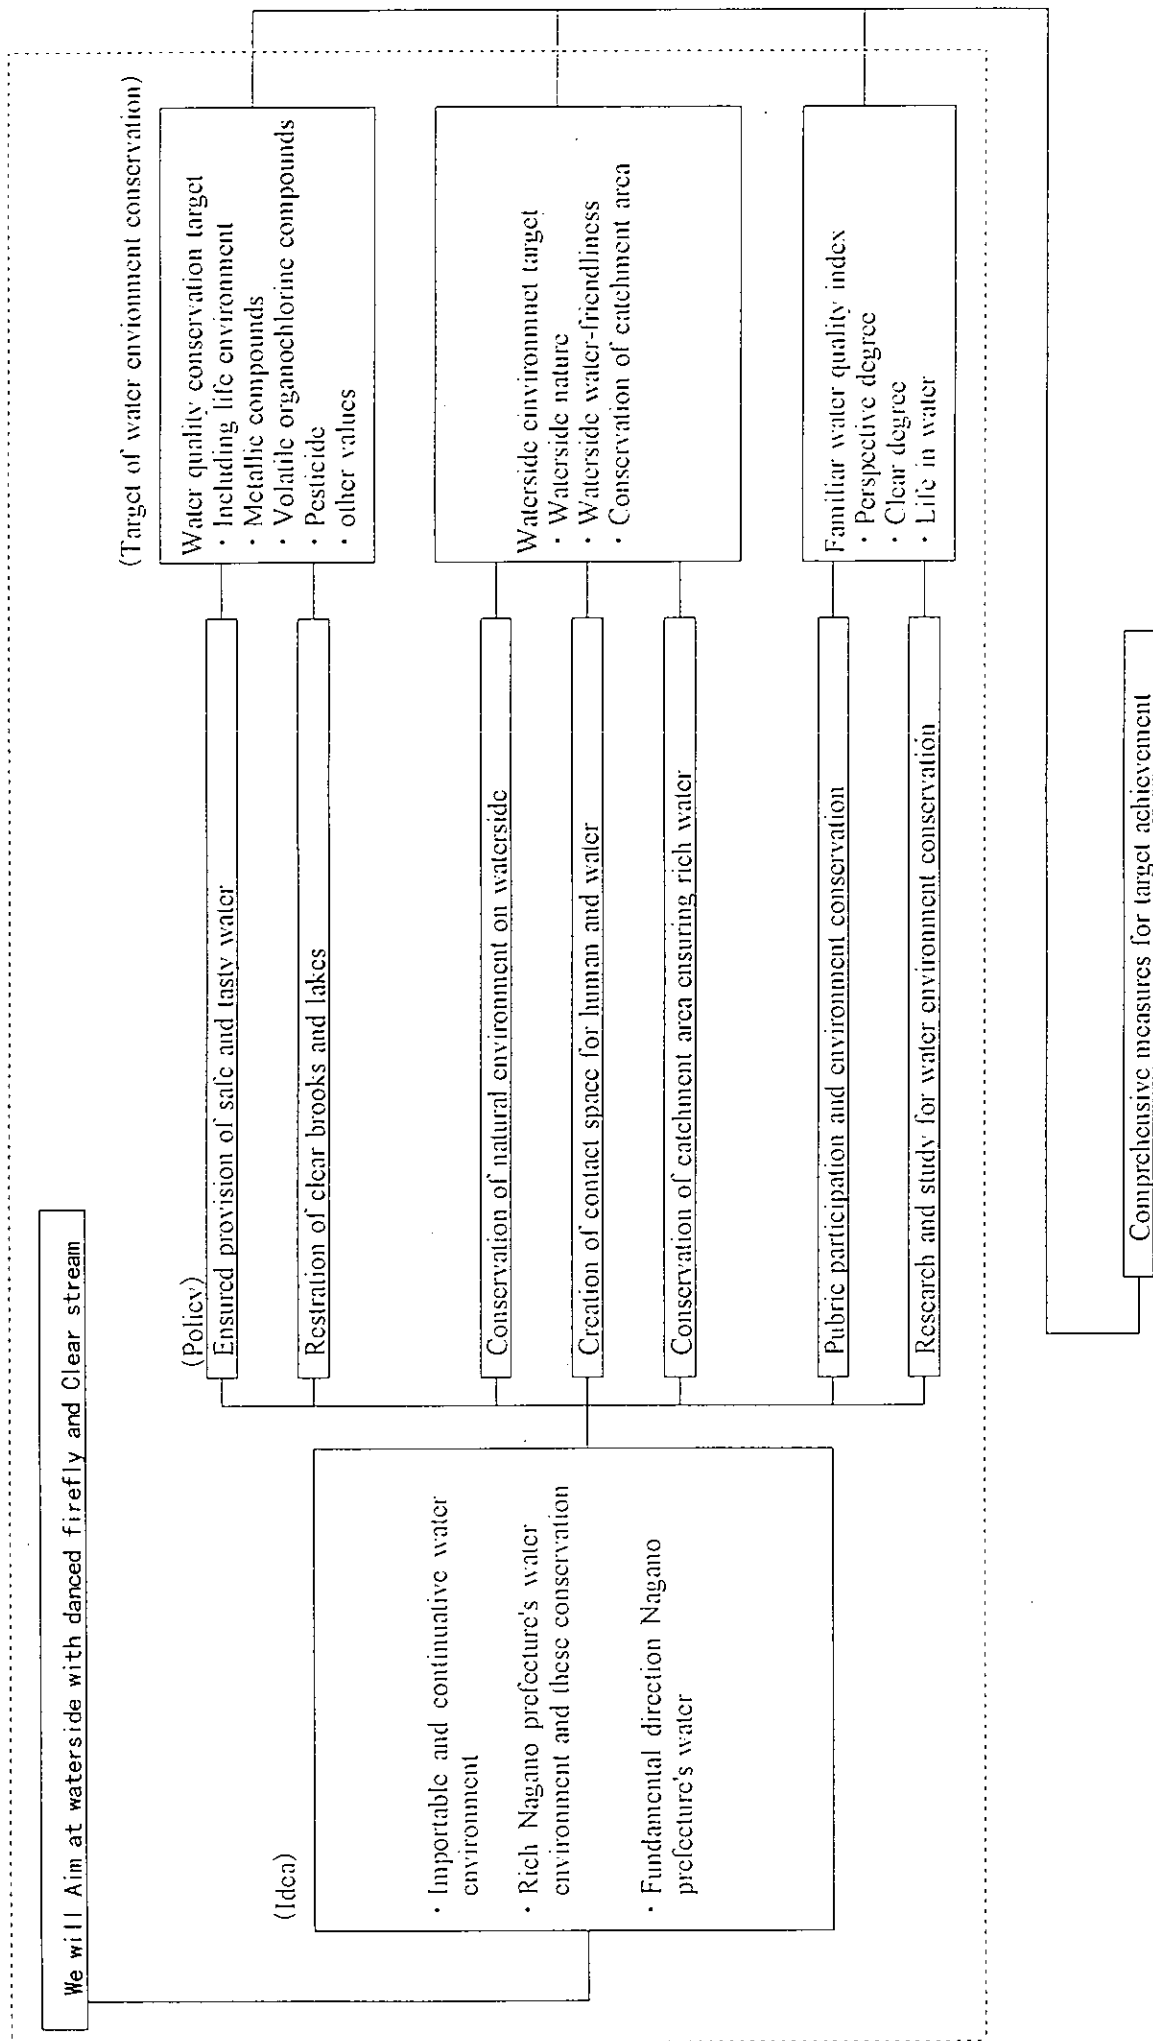 We will Aim at waterside with danced firefly and Clear stream
(Idea)
・Importable and continuative water
environment
・Rich Nagano prefecture's water
environment and these conservation
・Fundamental direction Nagano
prefecture's water
(Policy)
Ensured provision of safe and tasty water
Restration of clear brooks and lakes
Conservation of natural environment on waterside
Creation of contact space for human and water
Conservation of catchment area ensuring rich water
Pubric participation and environment conservation
Research and study for water environment conservation
(Target of water envionment conservation)
Water quality conservation target
・Including life environment
・Metallic compounds
・Volatile organochlorine compounds
・Pesticide
・other values
Waterside environmet target
・Waterside nature
・Waterside water-friendliness
・Conservation of catchment area
Familiar water quality index
・Perspective degree
・Clear degree
・Life in water
Comprehensive measures for target achievement